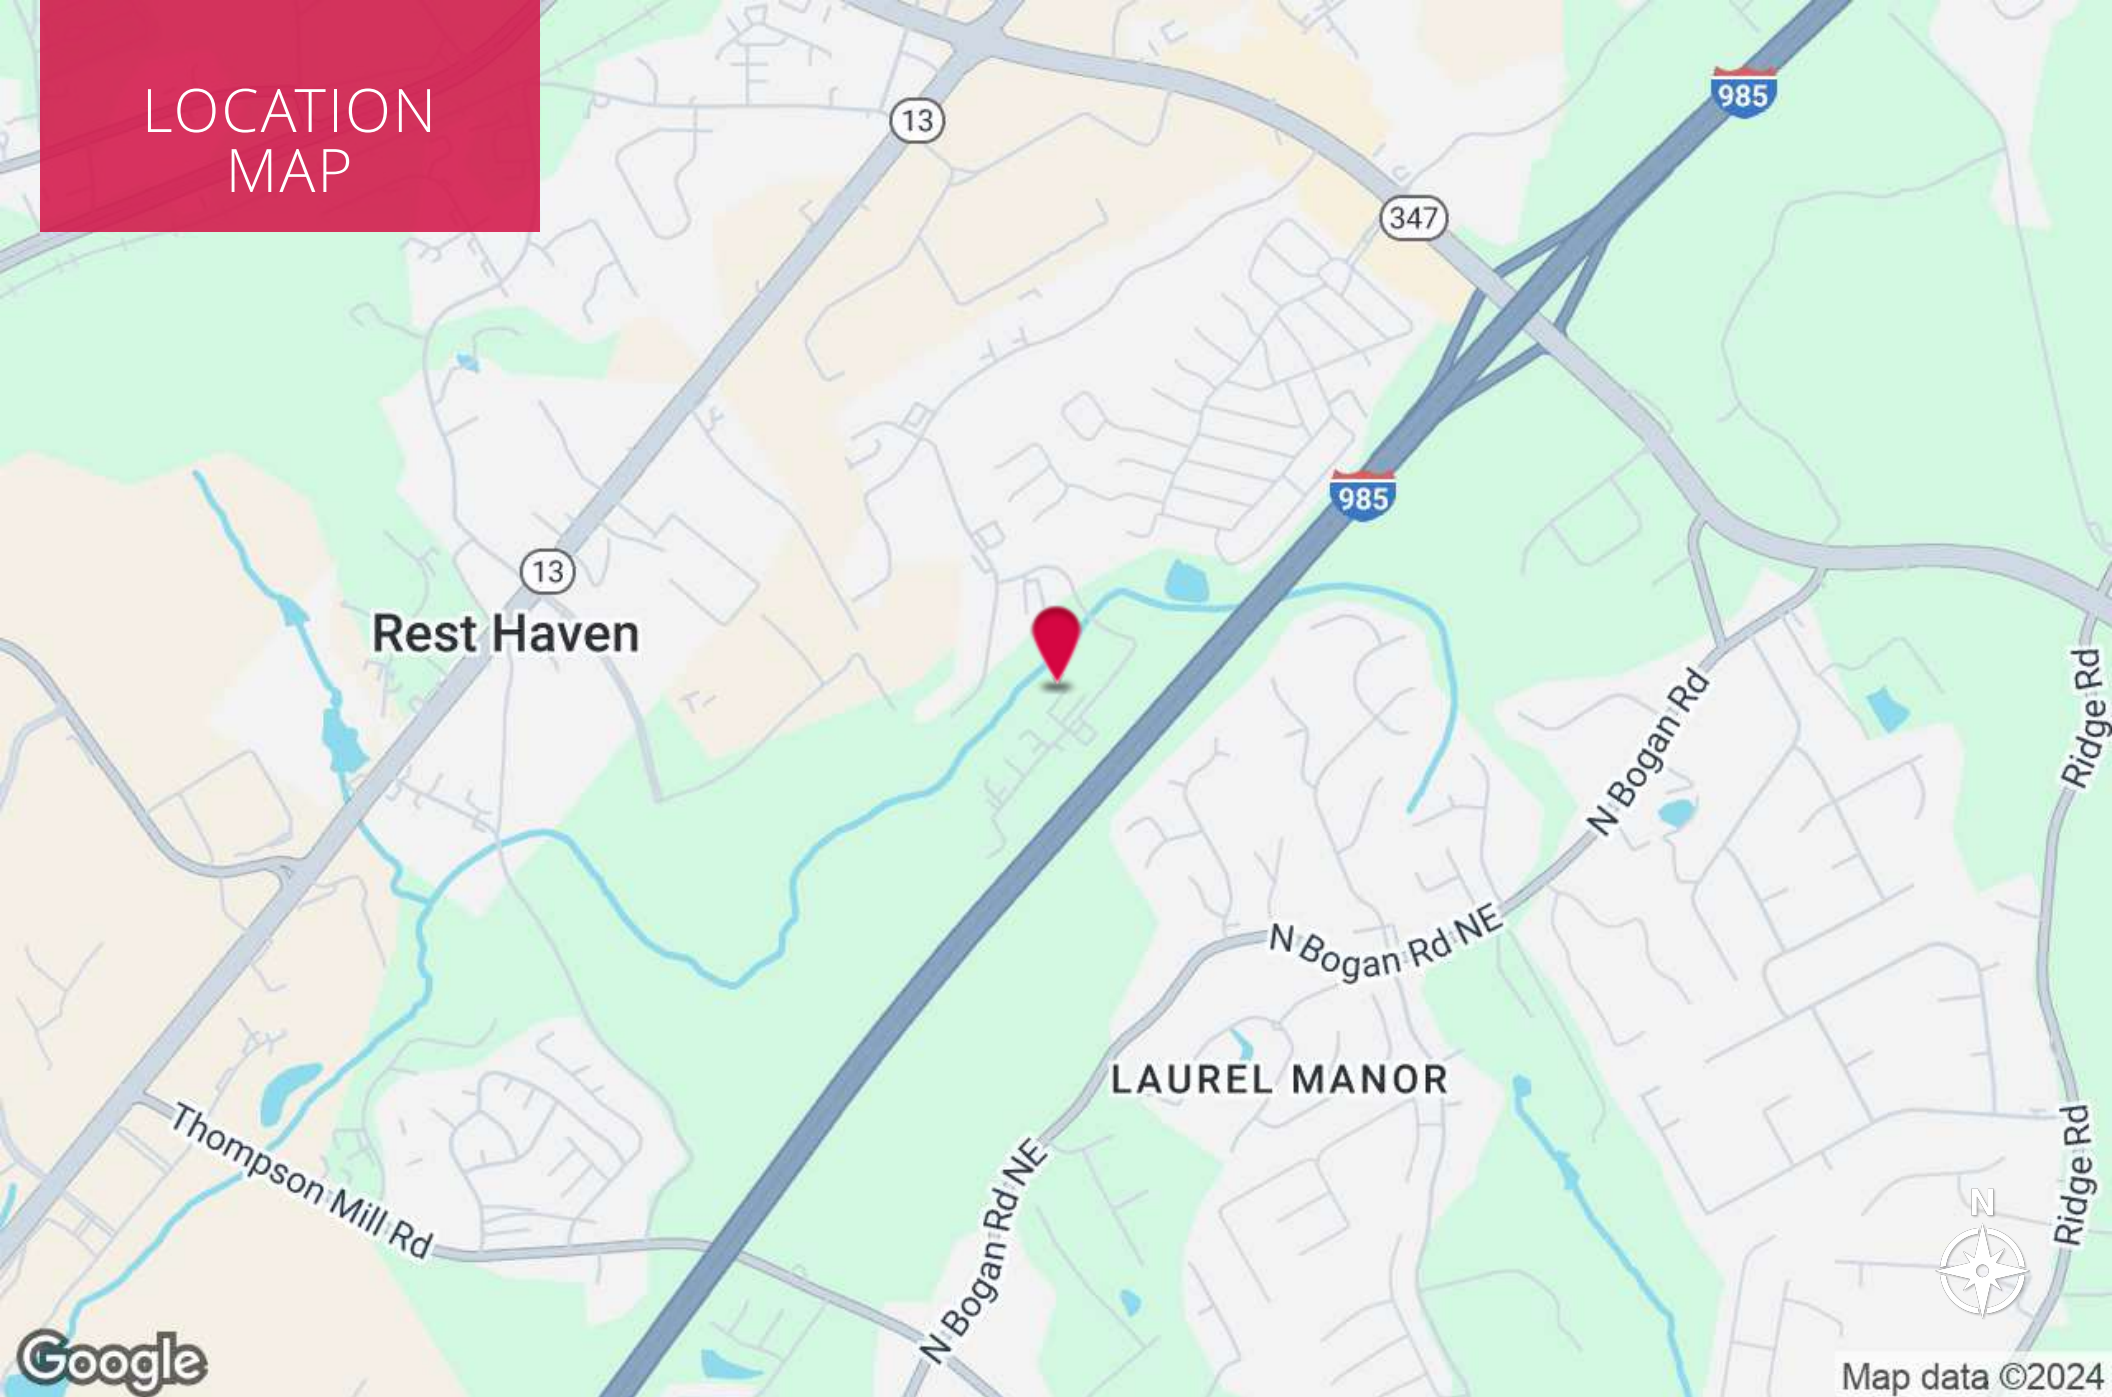 LOCATION
MAP
985
13
347
985
13
Rest Haven
Ridge Rd
N Bogan Rd
N Bogan Rd NE
LAUREL MANOR
Thompson Mill Rd
N Bogan Rd NE
Ridge Rd
N
Google
Map data ©2024